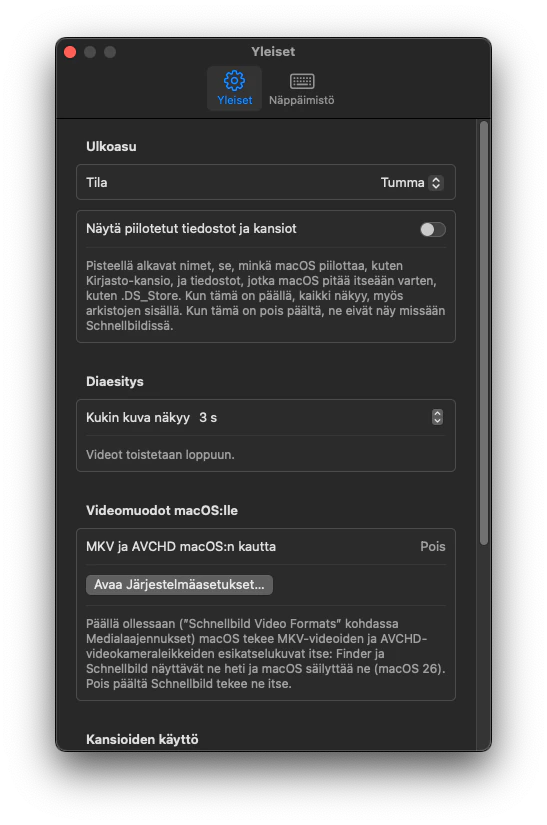 Yleiset
Yleiset
Näppäimistö
Ulkoasu
Tila
Tumma
Näytä piilotetut tiedostot ja kansiot
Pisteellä alkavat nimet, se, minkä macOS piilottaa, kuten
Kirjasto-kansio, ja tiedostot, jotka macOS pitää itseään varten,
kuten .DS_Store. Kun tämä on päällä, kaikki näkyy, myös
arkistojen sisällä. Kun tämä on pois päältä, ne eivät näy missään
Schnellbildissä.
Diaesitys
Kukin kuva näkyy 3 s
Videot toistetaan loppuun.
Videomuodot macOS:lle
MKV ja AVCHD macOS:n kautta
Pois
Avaa Järjestelmäasetukset...
Päällä ollessaan ("Schnellbild Video Formats" kohdassa
Medialaajennukset) macOS tekee MKV-videoiden ja AVCHD-
videokameraleikkeiden esikatselukuvat itse: Finder ja
Schnellbild näyttävät ne heti ja macOS säilyttää ne (macOS 26).
Pois päältä Schnellbild tekee ne itse.
Kansioiden käyttö